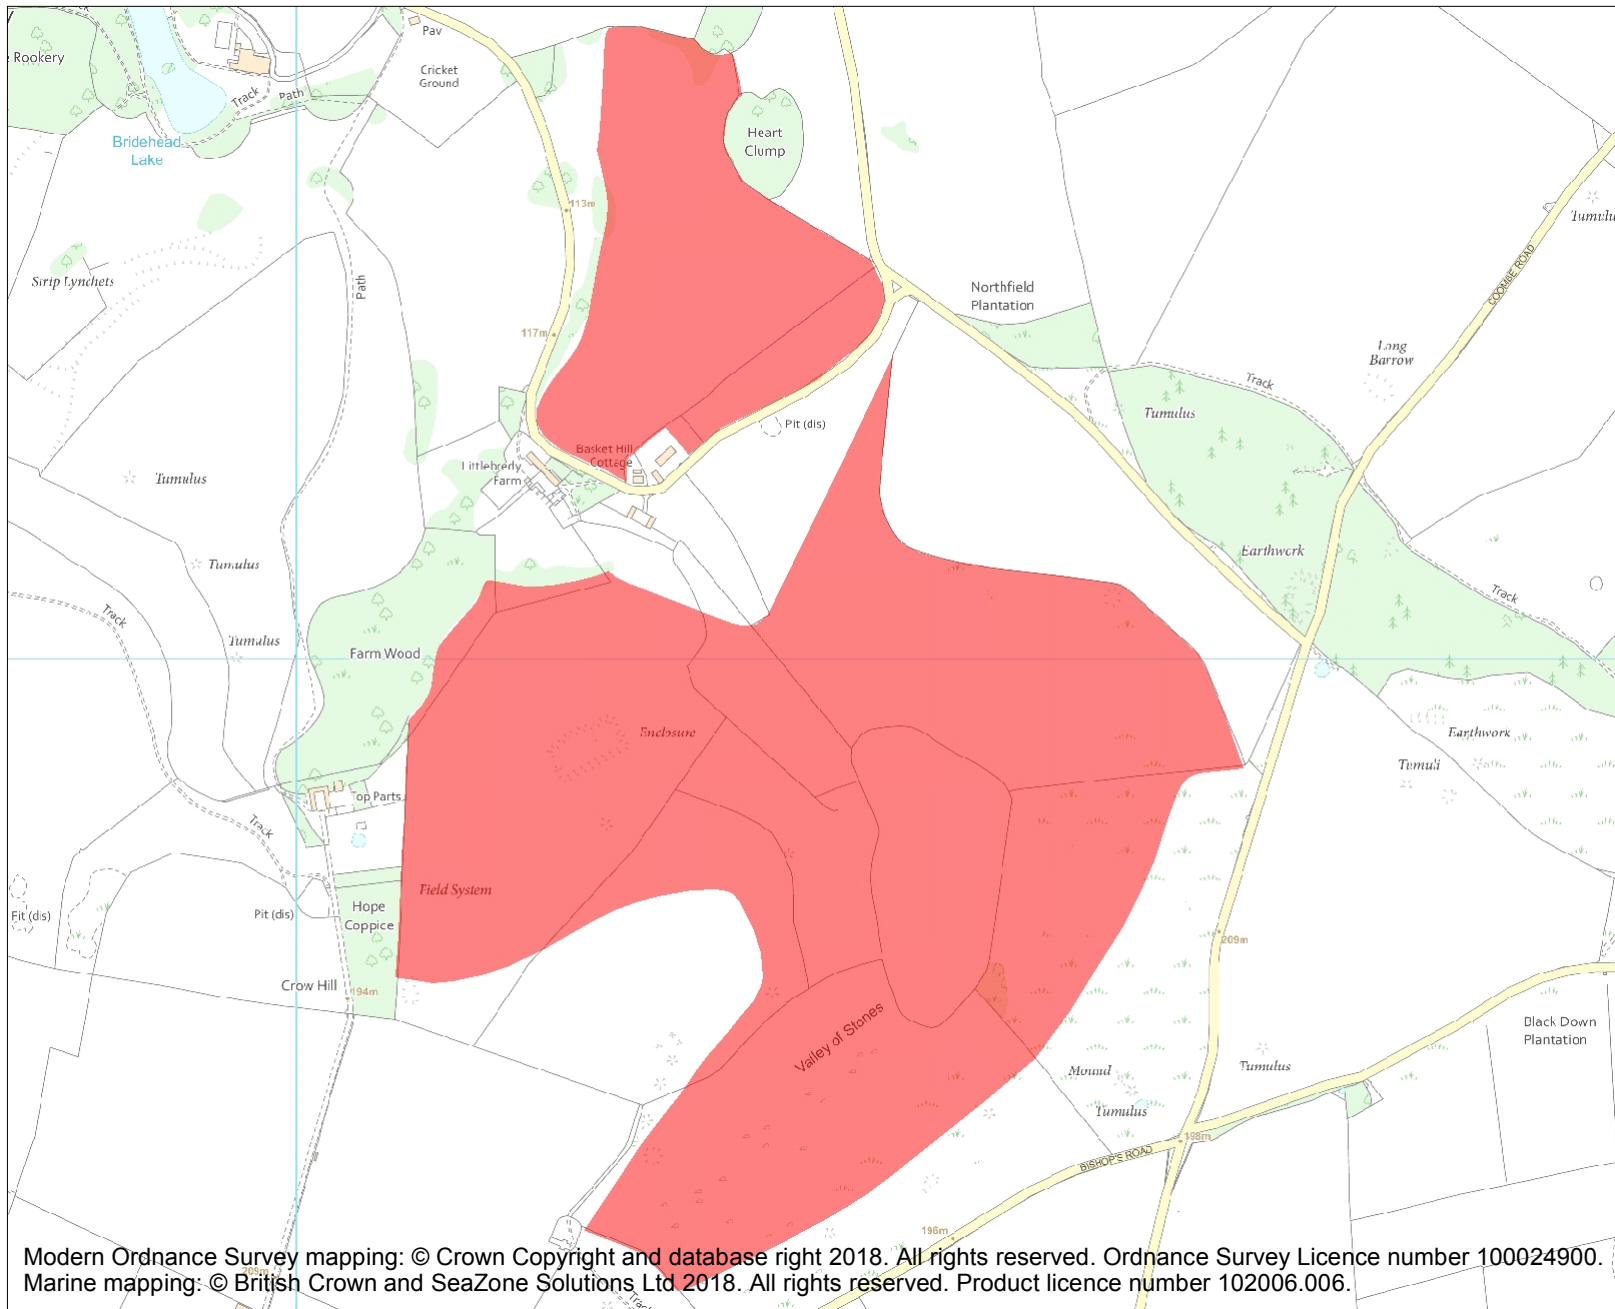 Pav
Rookery
Cricket
Ground
Track
Path
Bridehead
Lake
Heart
Clump
113m
Tumulu
Path
Strip Lynchets
COOMBE ROAD
Northfield
Plantation
117m
Long
Barrow
Track
Tumulus
Pit (dis)
Basket Hill
Cottage
Littlebredy
Farm
Tumulus
Earthwork
Tumulus
Track
Track
Tumulus
Farm Wood
Enclosure
Earthwork
Tumuli
Top Parts
Track
Field System
Hope
Coppice
Pit (dis)
Pit (dis)
209m
Crow Hill
194m
Valley of Stones
Black Down
Plantation
Mound
Tumulus
Tumulus
198m
BISHOP'S ROAD
196m
Modern Ordnance Survey mapping: © Crown Copyright and database right 2018. All rights reserved. Ordnance Survey Licence number 100024900.
209m
Marine mapping: © British Crown and SeaZone Solutions Ltd 2018. All rights reserved. Product licence number 102006.006.
Track